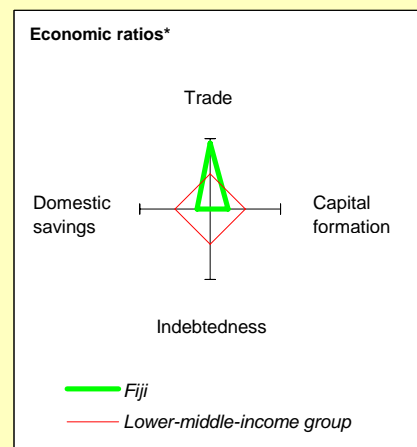 Economic ratios*
Trade
Domestic
savings
Capital
formation
Indebtedness
Fiji
Lower-middle-income group